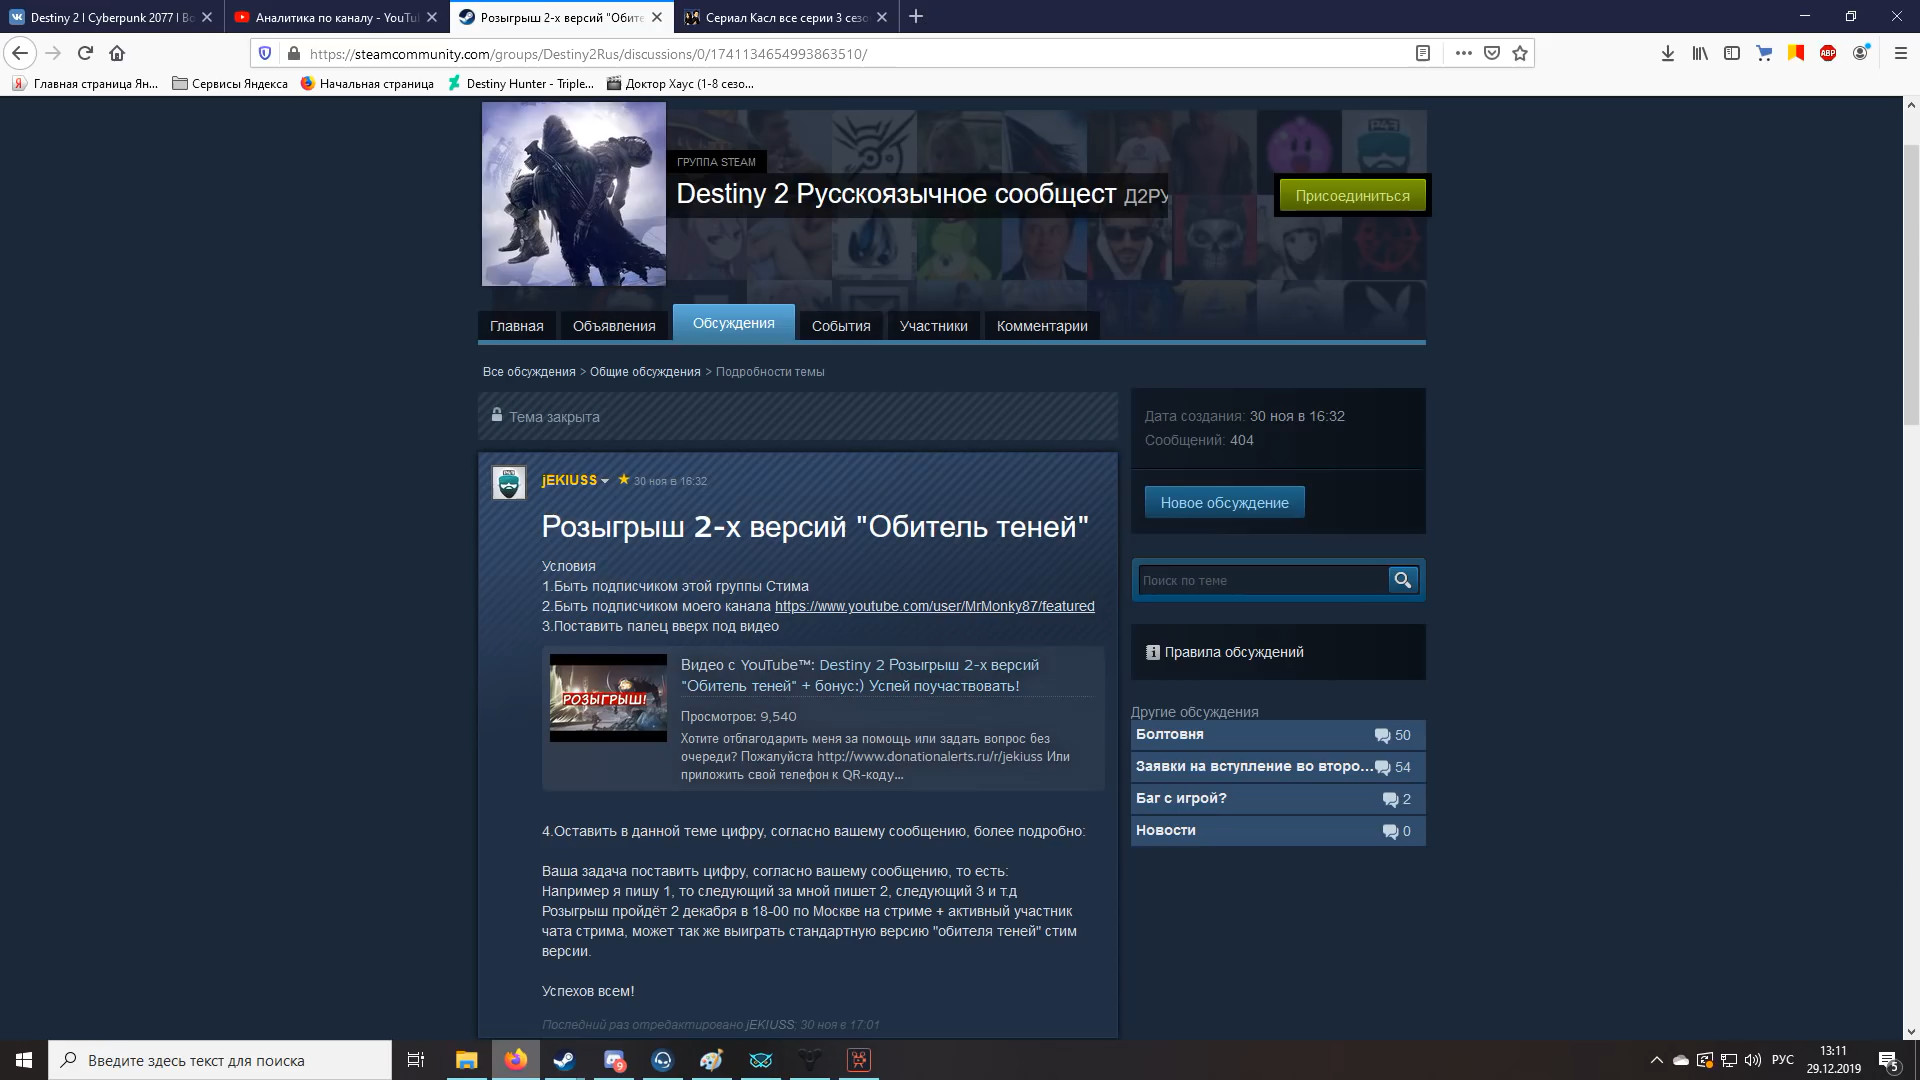 Destiny 2 | Cyberpunk 2077 | Во
Аналитика по каналу - YouTu
Розыгрыш 2-х версий "Обите
Сериал Касл все серии 3 сезо
https://steamcommunity.com/groups/Destiny2Rus/discussions/0/1741134654993863510/
ABP
Главная страница Ян...
Сервисы Яндекса
Начальная страница
Destiny Hunter - Triple...
Доктор Хаус (1-8 сезо...
ГРУППА STEAM
Destiny 2 Русскоязычное сообщест Д2РУ
Присоединиться
Главная
Объявления
Обсуждения
События
Участники
Комментарии
Все обсуждения > Общие обсуждения > Подробности темы
Тема закрыта
Дата создания: 30 ноя в 16:32
Сообщений: 404
Новое обсуждение
jEKIUSS
30 ноя в 16:32
Розыгрыш 2-х версий "Обитель теней"
Условия
1.Быть подписчиком этой группы Стима
2.Быть подписчиком моего канала https://www.youtube.com/user/MrMonky87/featured
3.Поставить палец вверх под видео
РОЗЫГРЫШ!
Видео с YouTube™: Destiny 2 Розыгрыш 2-х версий
"Обитель теней" + бонус:) Успей поучаствовать!
Просмотров: 9,540
Хотите отблагодарить меня за помощь или задать вопрос без
очереди? Пожалуйста http://www.donationalerts.ru/r/jekiuss Или
приложить свой телефон к QR-коду...
4.Оставить в данной теме цифру, согласно вашему сообщению, более подробно:
Ваша задача поставить цифру, согласно вашему сообщению, то есть:
Например я пишу 1, то следующий за мной пишет 2, следующий 3 и т.д
Розыгрыш пройдёт 2 декабря в 18-00 по Москве на стриме + активный участник
чата стрима, может так же выиграть стандартную версию "обителя теней" стим
версии.
Успехов всем!
Последний раз отредактировано jEKIUSS; 30 ноя в 17:01
Поиск по теме
Правила обсуждений
Другие обсуждения
Болтовня 50
Заявки на вступление во второ... 54
Баг с игрой? 2
Новости 0
Введите здесь текст для поиска
9
РУС
13:11
29.12.2019
5